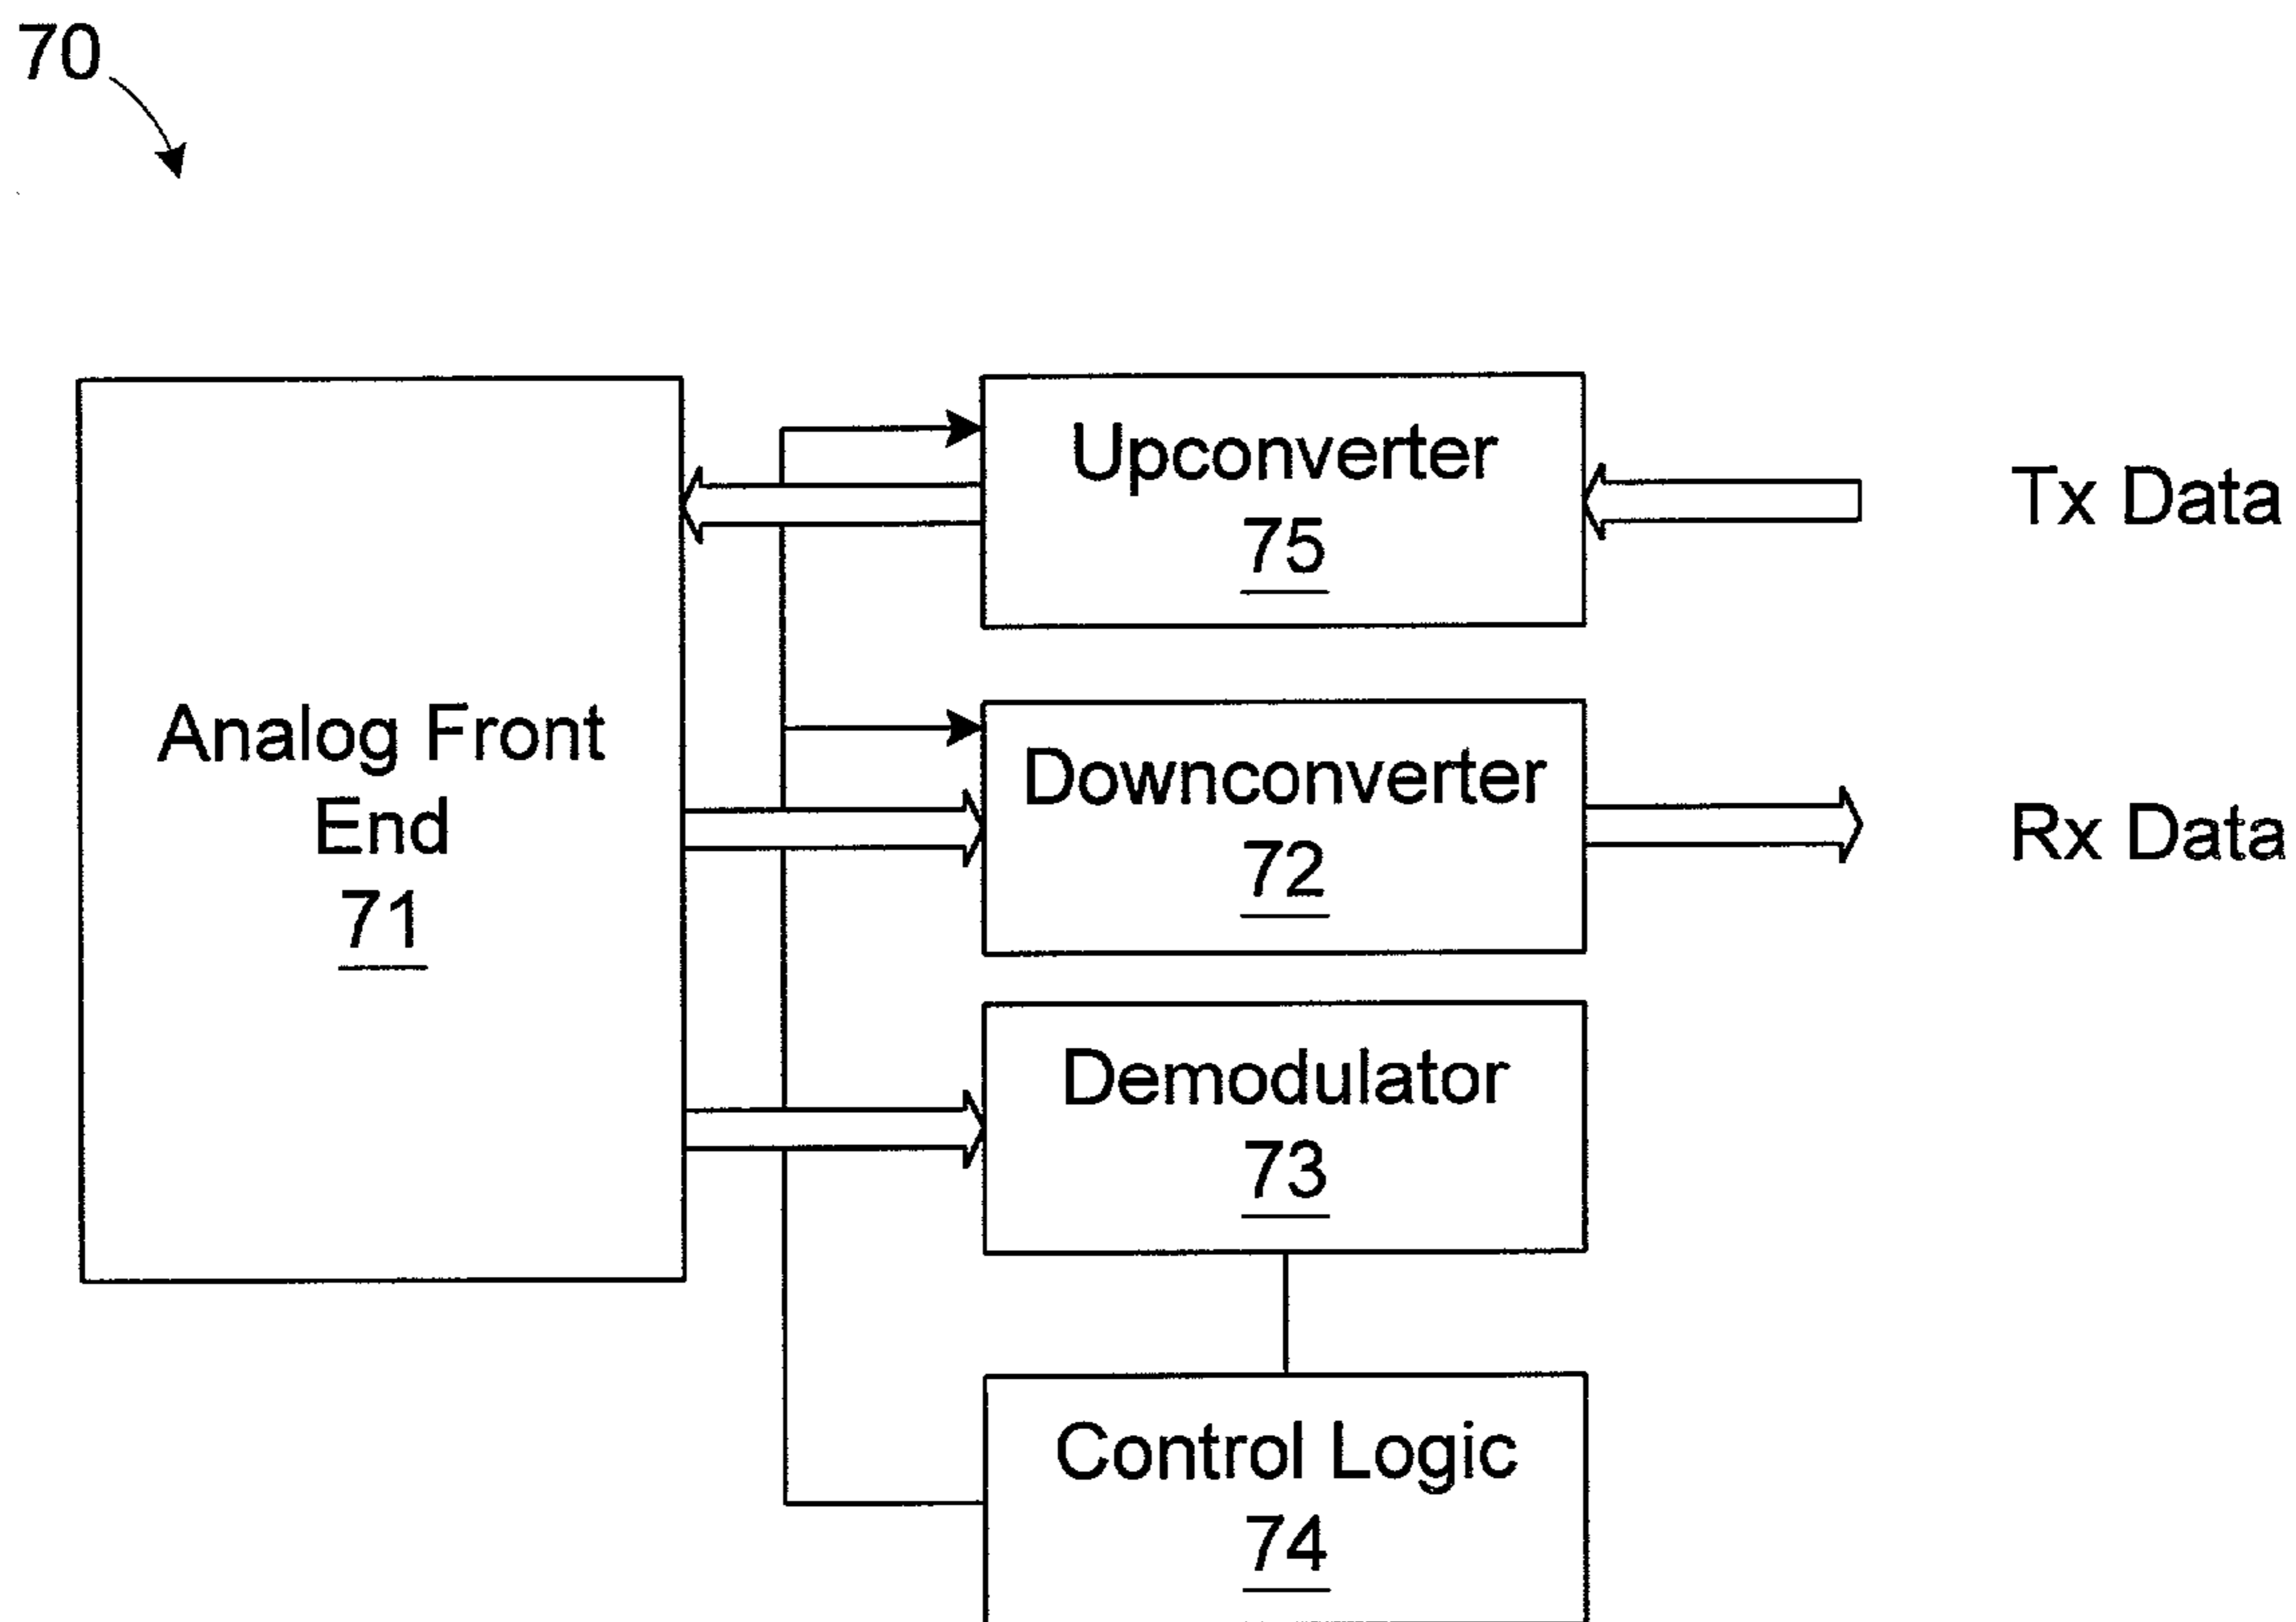 70
Upconverter
75
Tx Data
Analog Front
End
71
Downconverter
72
Rx Data
Demodulator
73
Control Logic
74